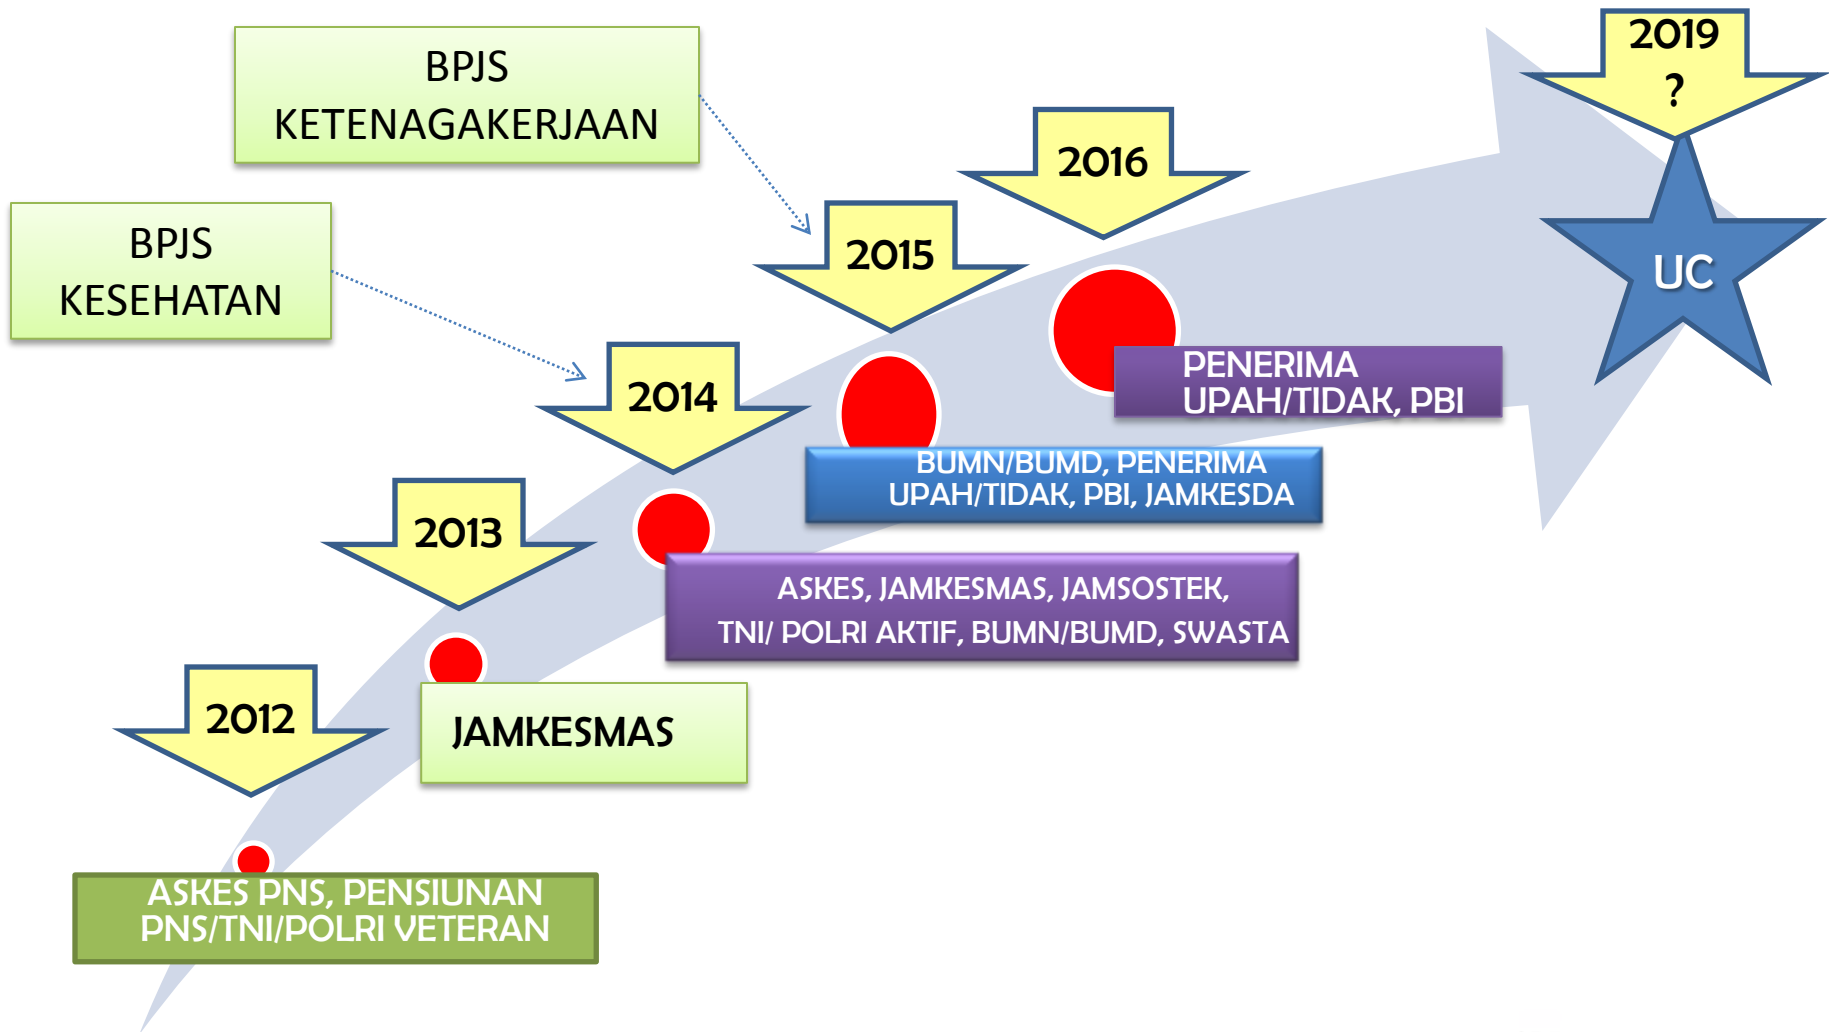 BPJS
KETENAGAKERJAAN
BPJS
KESEHATAN
2012
ASKES PNS, PENSIUNAN
PNS/TNI/POLRI VETERAN
2013
JAMKESMAS
2014
ASKES, JAMKESMAS, JAMSOSTEK,
TNI/ POLRI AKTIF, BUMN/BUMD, SWASTA
2015
BUMN/BUMD, PENERIMA
UPAH/TIDAK, PBI, JAMKESDA
2016
PENERIMA
UPAH/TIDAK, PBI
2019
?
UC